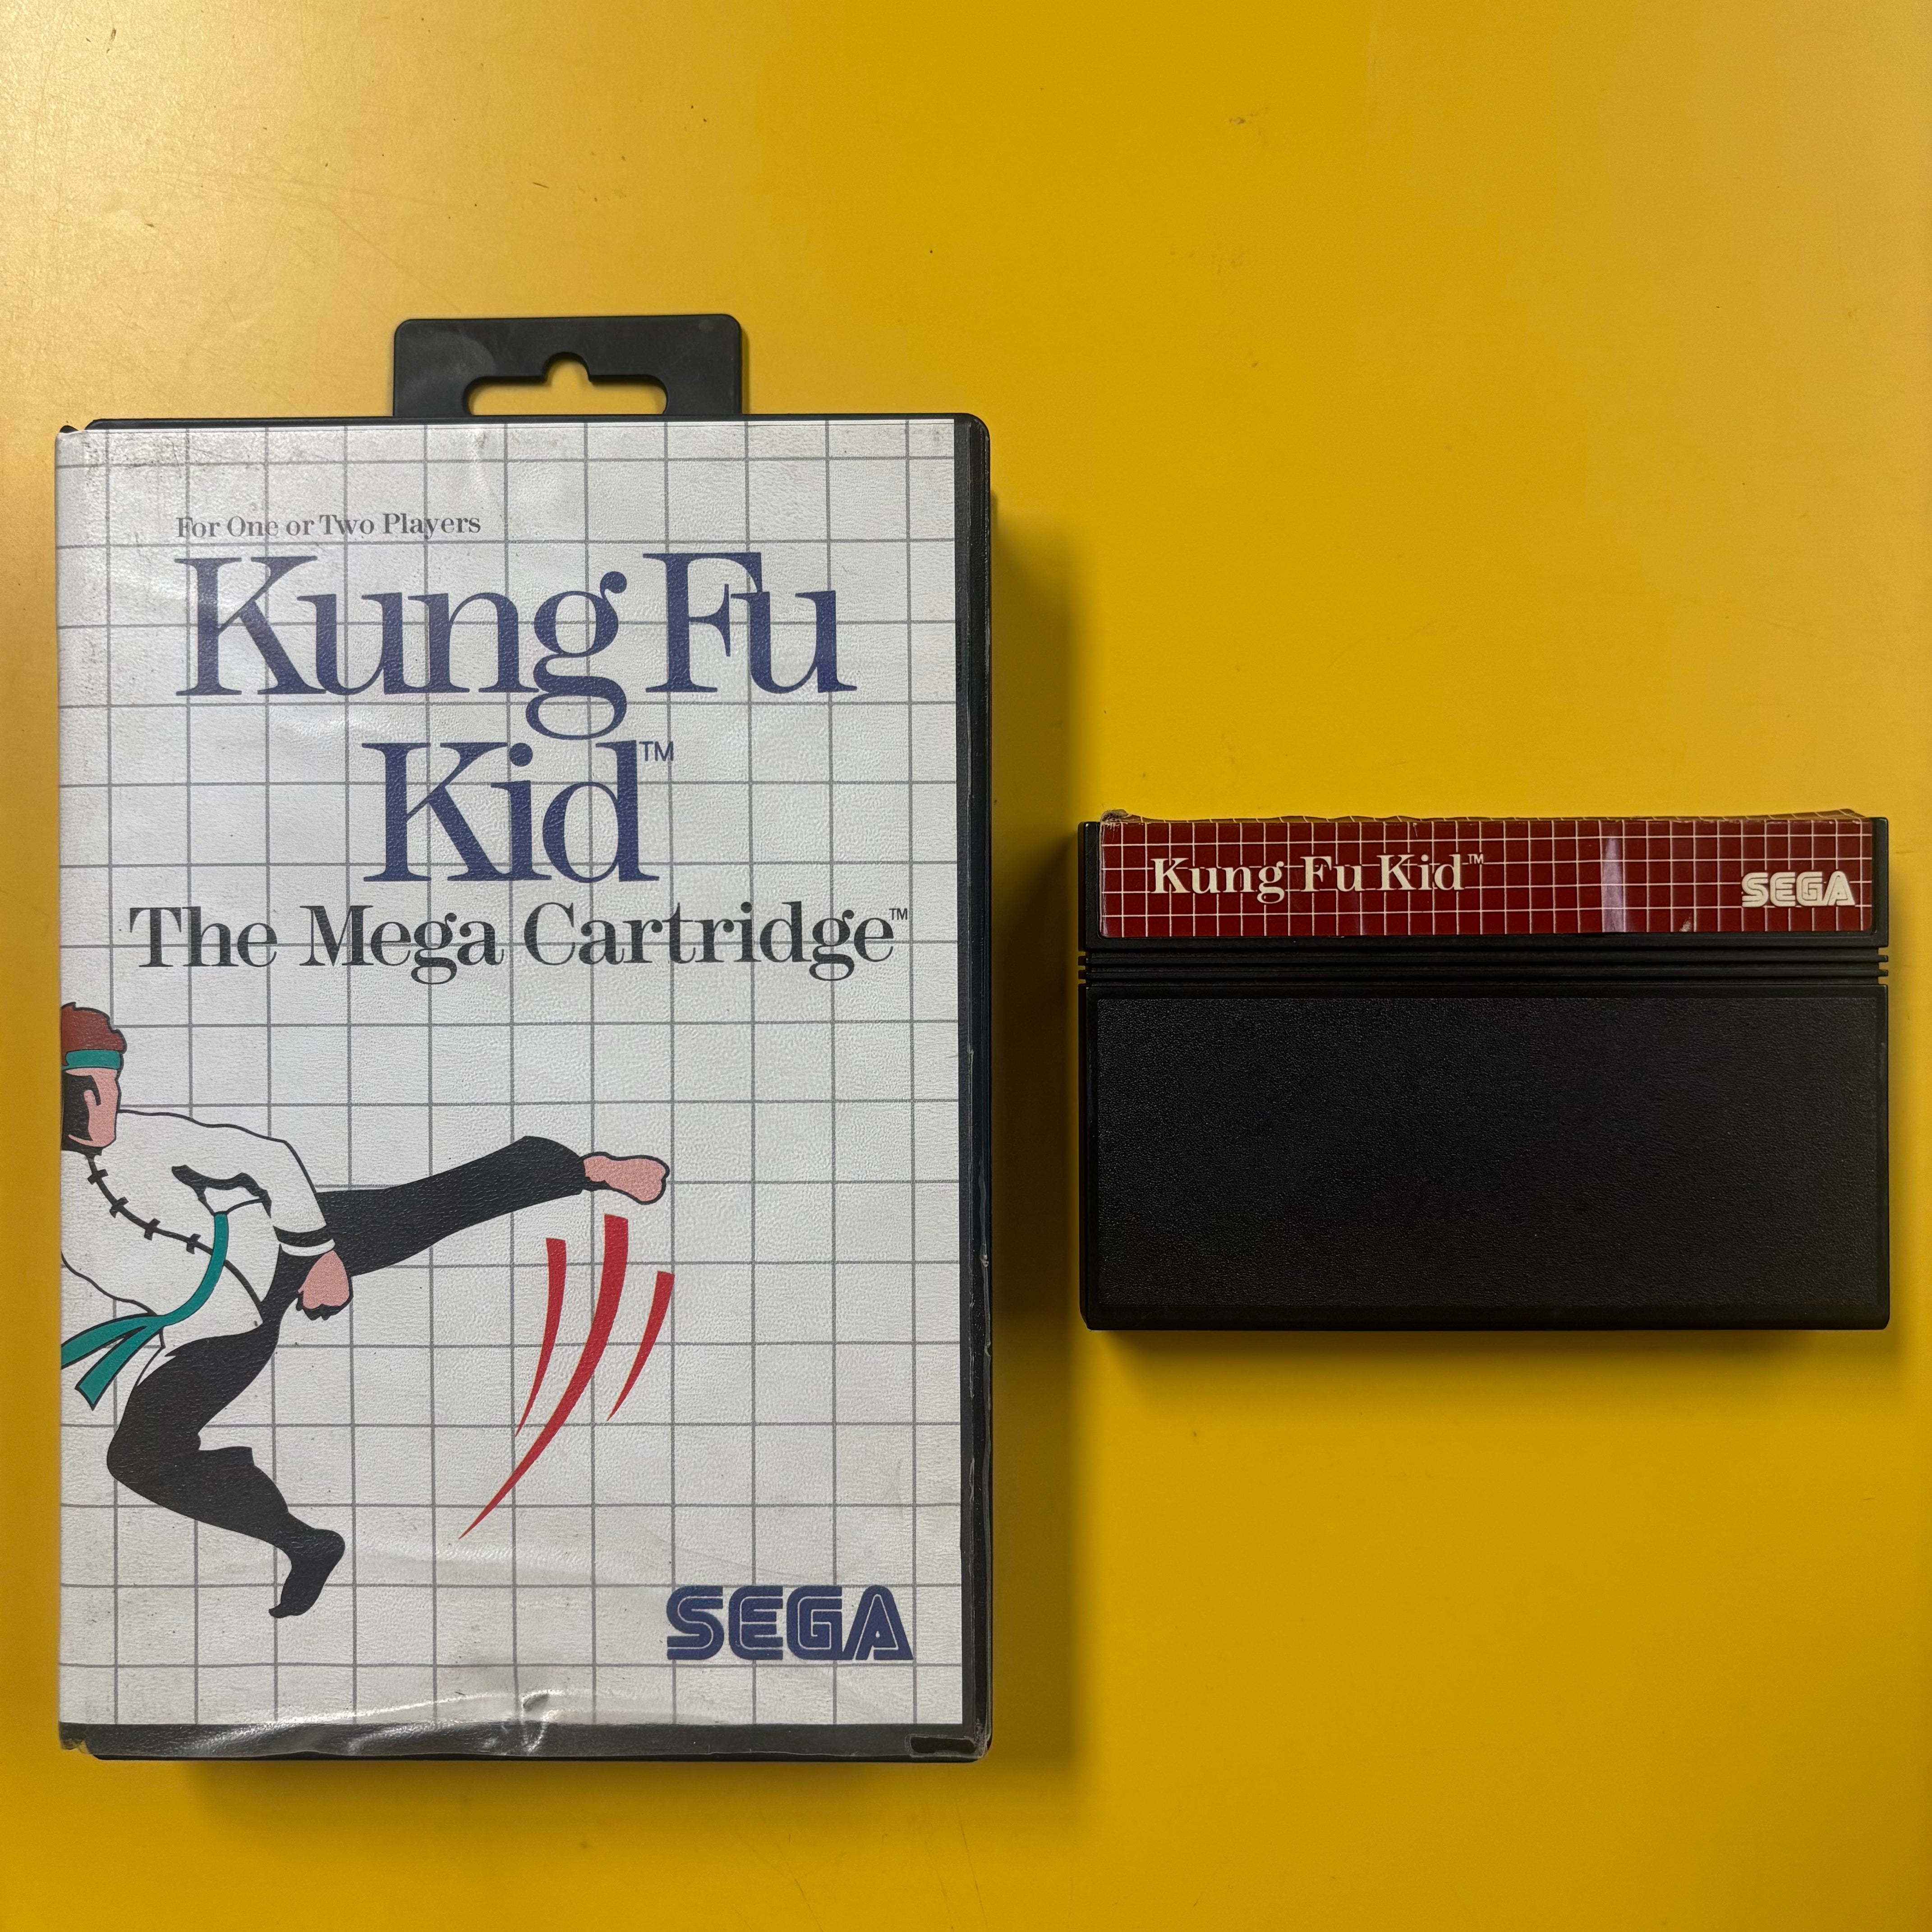 For One or Two Players
Kung Fu
Kid™
The Mega Cartridge™
SEGA
Kung Fu Kid™
SEGA